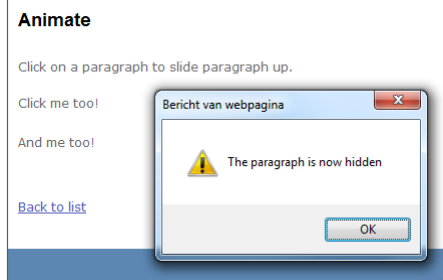 Animate
Click on a paragraph to slide paragraph up.
Click me too!
Bericht van webpagina
And me too!
The paragraph is now hidden
Back to list
OK